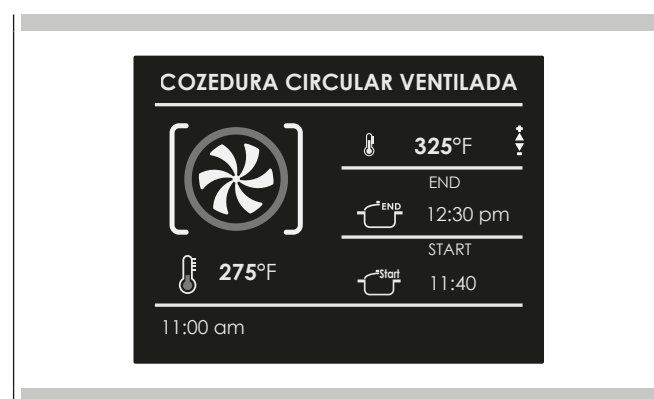 COZEDURA CIRCULAR VENTILADA
325°F
END
END
12:30 pm
START
275°F
Start
11:40
11:00 am